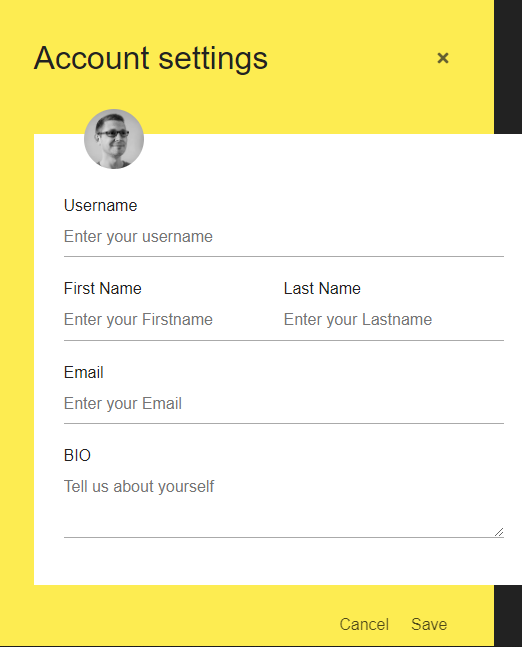 Account settings ×
Username
Enter your username
First Name Last Name
Enter your Firstname Enter your Lastname
Email
Enter your Email
BIO
Tell us about yourself
Cancel Save